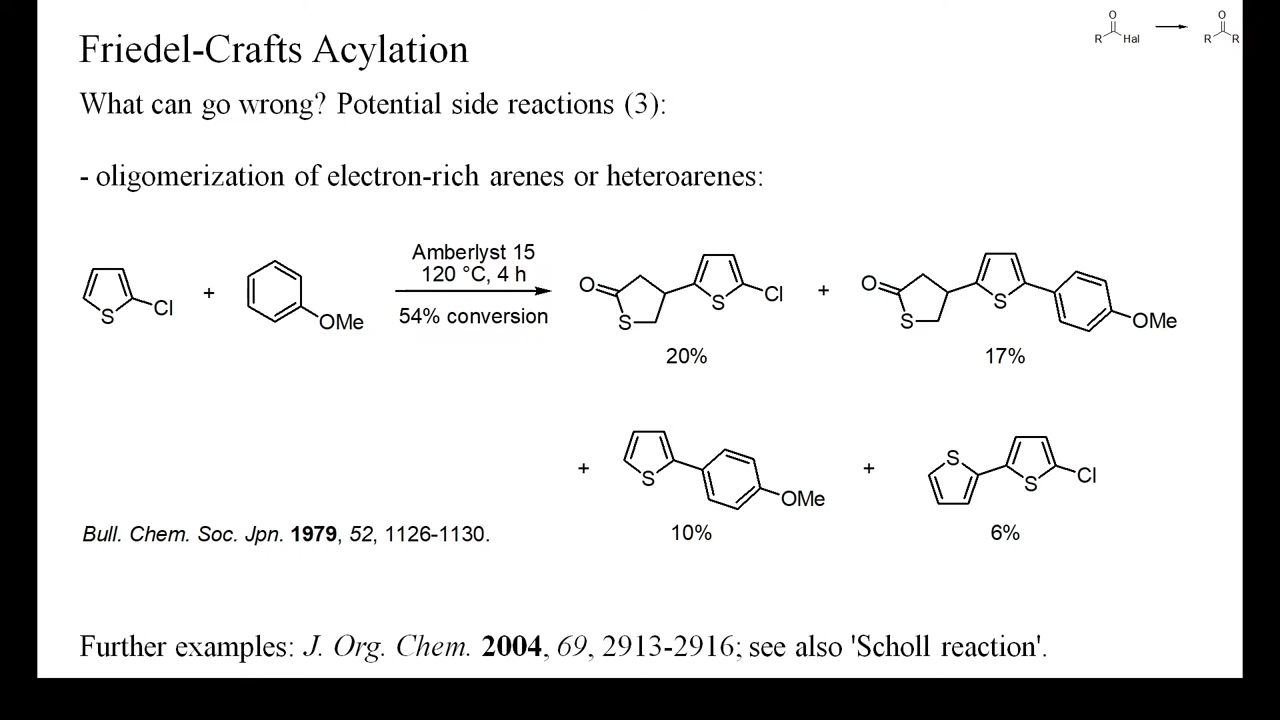 Friedel-Crafts Acylation
O
R Hal
O
R R
What can go wrong? Potential side reactions (3):
- oligomerization of electron-rich arenes or heteroarenes:
S Cl
+
OMe
Amberlyst 15
120 °C, 4 h
54% conversion
O S S Cl
20%
+
O S S OMe
17%
+
S OMe
10%
+
S S Cl
6%
Bull. Chem. Soc. Jpn. 1979, 52, 1126-1130.
Further examples: J. Org. Chem. 2004, 69, 2913-2916; see also 'Scholl reaction'.